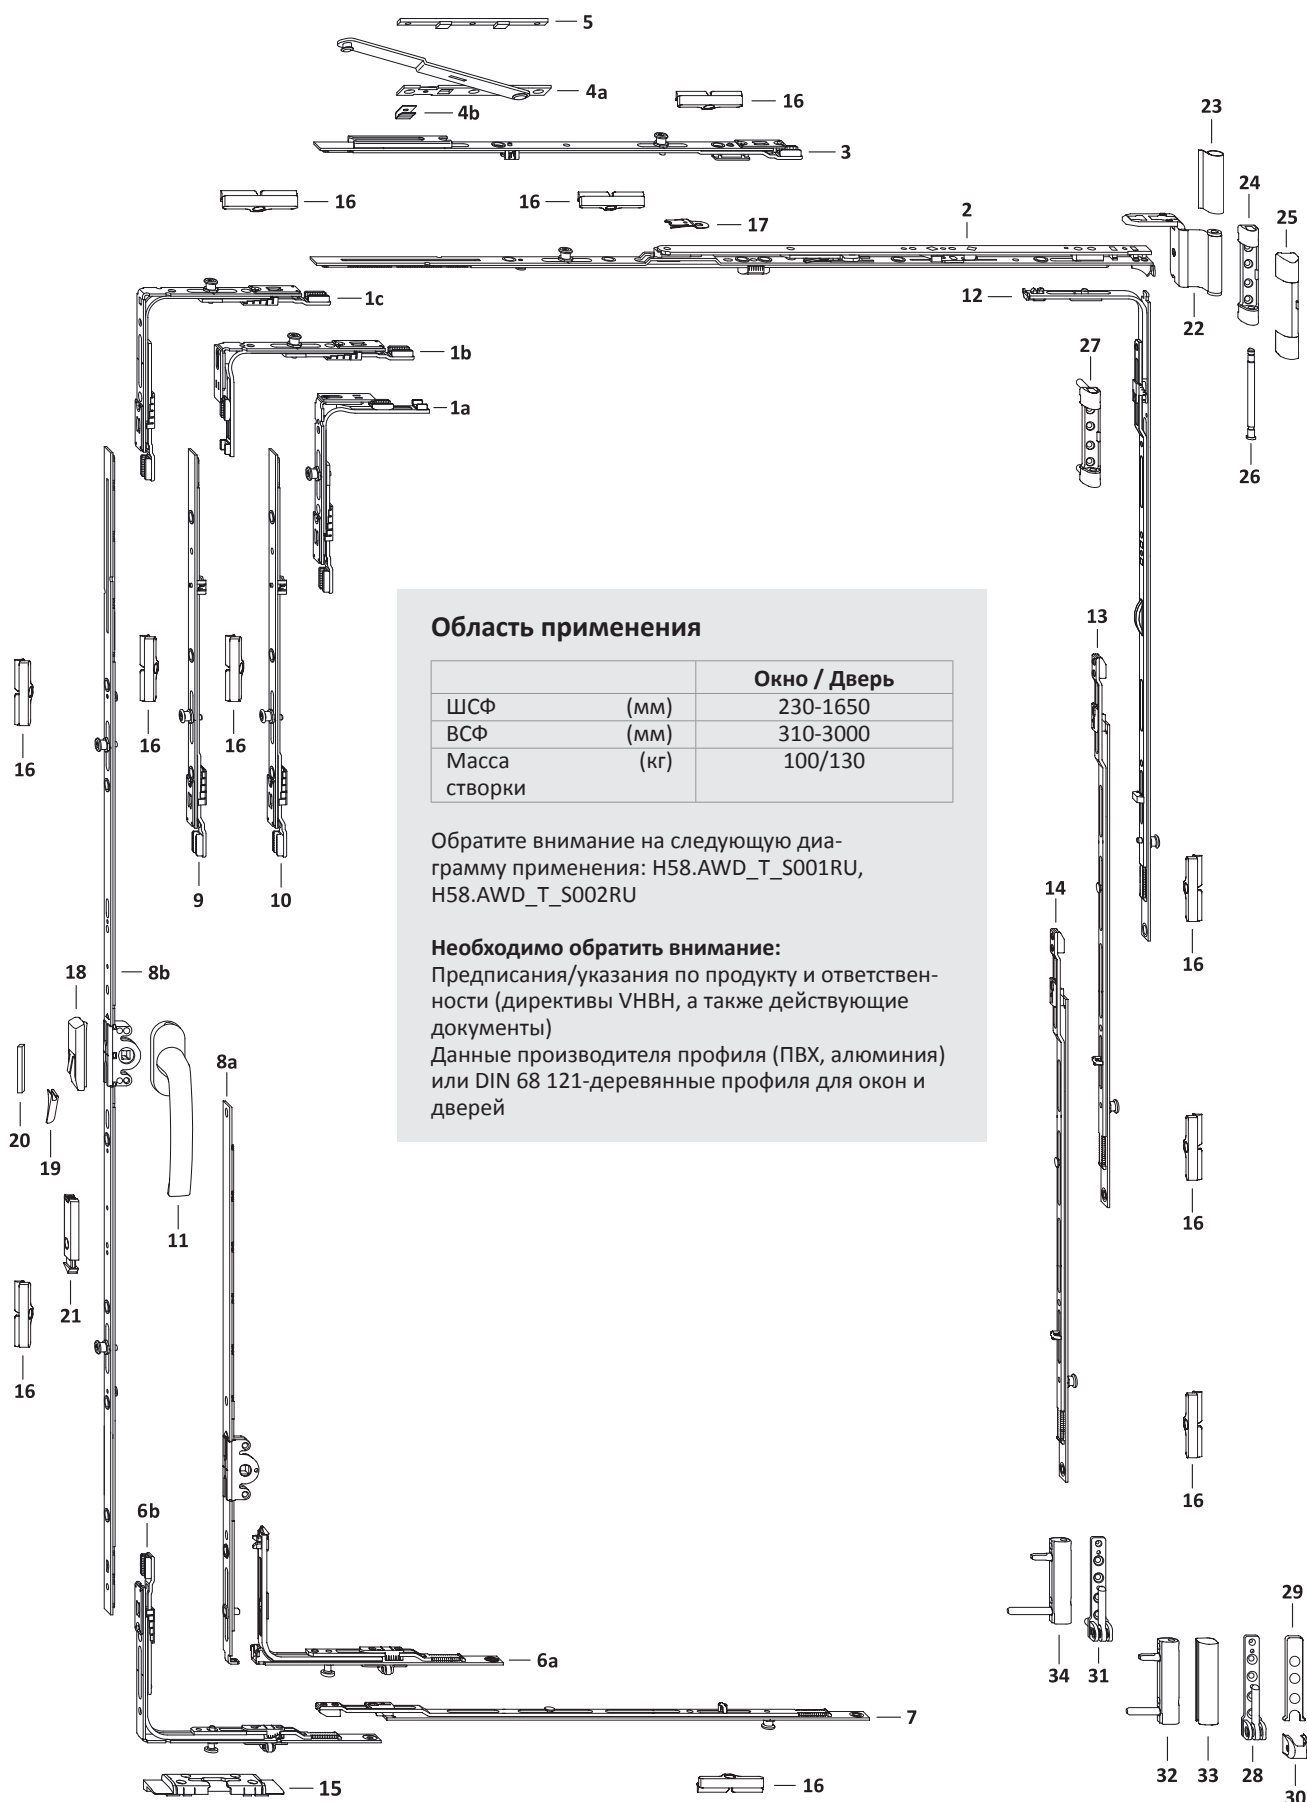 5
4a
4b
16
3
23
16
16
24
17
2
25
1c
12
22
1b
27
1a
26
Область применения
Окно / Дверь
ШСФ (мм) 230-1650
ВСФ (мм) 310-3000
Масса (кг) 100/130
створки
Обратите внимание на следующую диа-
грамму применения: H58.AWD_T_S001RU,
H58.AWD_T_S002RU
Необходимо обратить внимание:
Предписания/указания по продукту и ответствен-
ности (директивы VHBH, а также действующие
документы)
Данные производителя профиля (ПВХ, алюминия)
или DIN 68 121-деревянные профиля для окон и
дверей
13
16
16
16
9
10
14
16
18
8b
8a
20
19
11
16
21
16
16
6b
29
6a
34
31
7
32
33
28
30
15
16